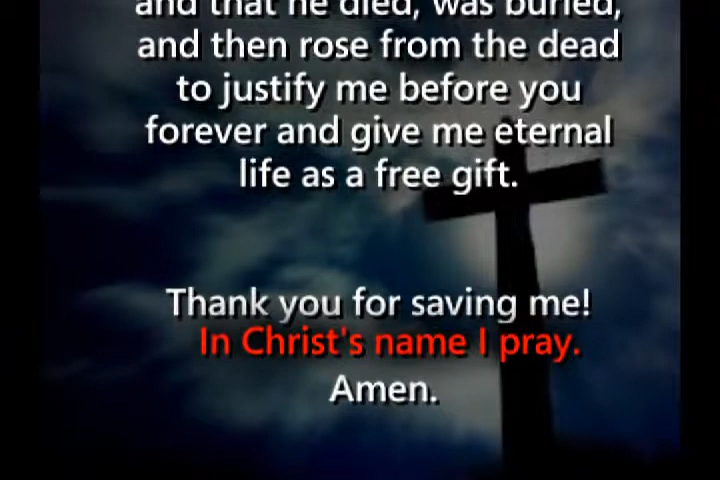 and that he died, was buried,
and then rose from the dead
to justify me before you
forever and give me eternal
life as a free gift.
Thank you for saving me!
In Christ's name I pray.
Amen.